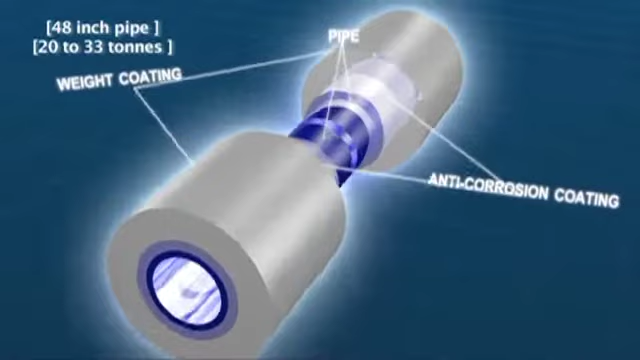 [48 inch pipe ]
[20 to 33 tonnes ]
PIPE
WEIGHT COATING
ANTI-CORROSION COATING